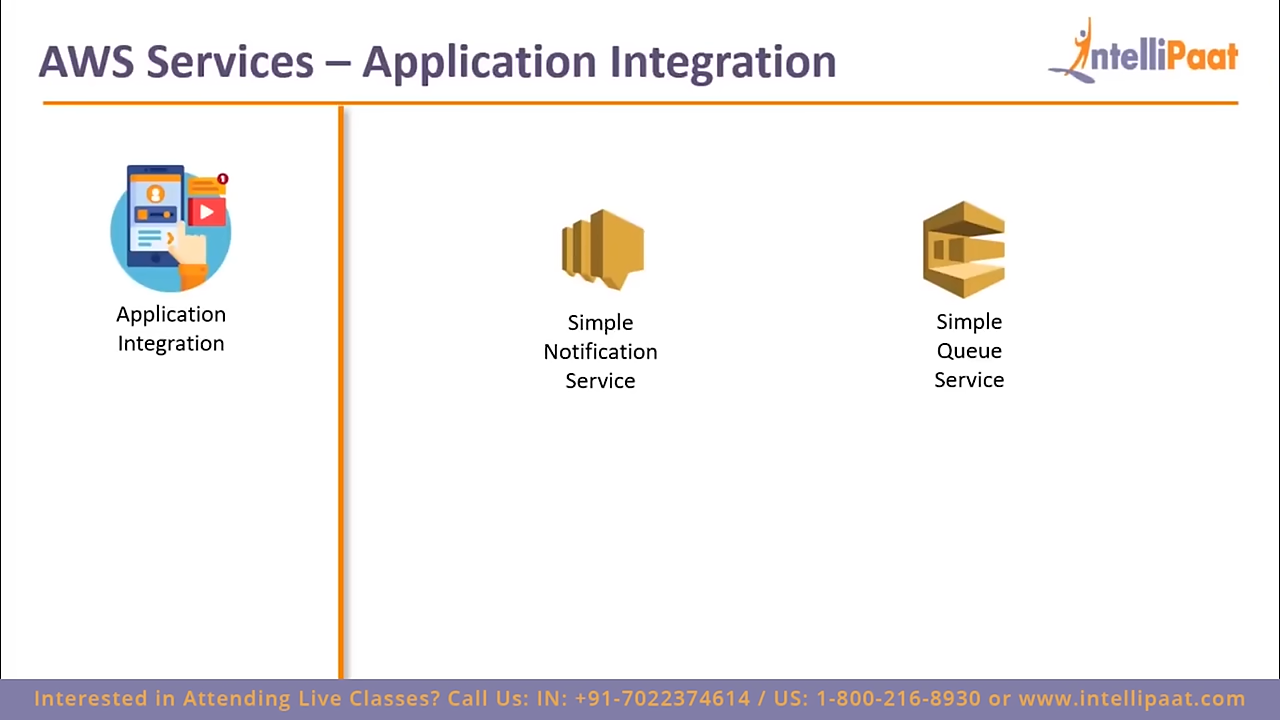 AWS Services – Application Integration
IntelliPaat
1
Application
Integration
Simple
Notification
Service
Simple
Queue
Service
Interested in Attending Live Classes? Call Us: IN: +91-7022374614 / US: 1-800-216-8930 or www.intellipaat.com